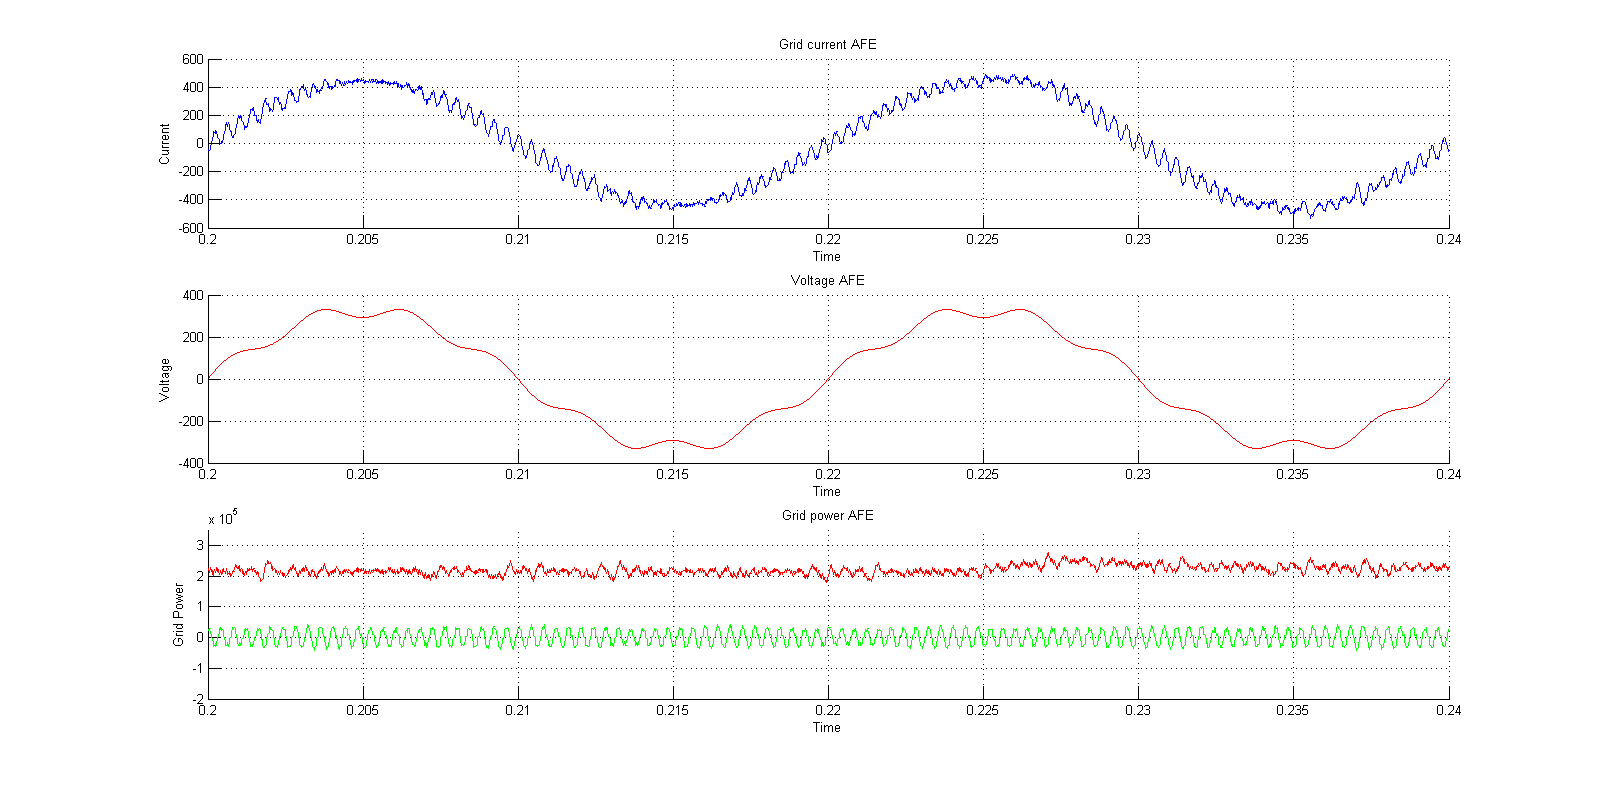 Grid current AFE
600
400
200
0
-200
-400
-600
Current
0.2 0.205 0.21 0.215 0.22 0.225 0.23 0.235 0.24
Time
Voltage AFE
400
200
0
-200
-400
Voltage
0.2 0.205 0.21 0.215 0.22 0.225 0.23 0.235 0.24
Time
Grid power AFE
x 10^5
3
2
1
0
-1
-2
Grid Power
0.2 0.205 0.21 0.215 0.22 0.225 0.23 0.235 0.24
Time